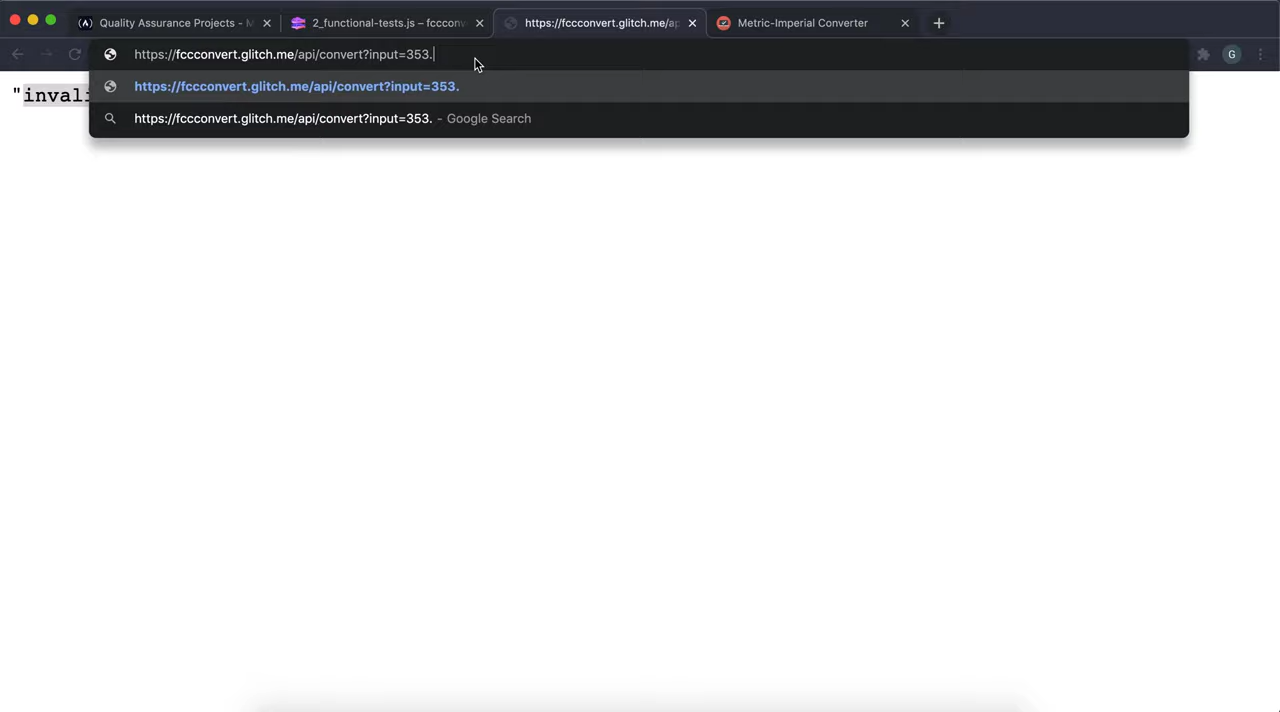 Quality Assurance Projects - M
2_functional-tests.js – fccconv
https://fccconvert.glitch.me/ap
Metric-Imperial Converter
https://fccconvert.glitch.me/api/convert?input=353.
G
https://fccconvert.glitch.me/api/convert?input=353.
https://fccconvert.glitch.me/api/convert?input=353. - Google Search
"invali